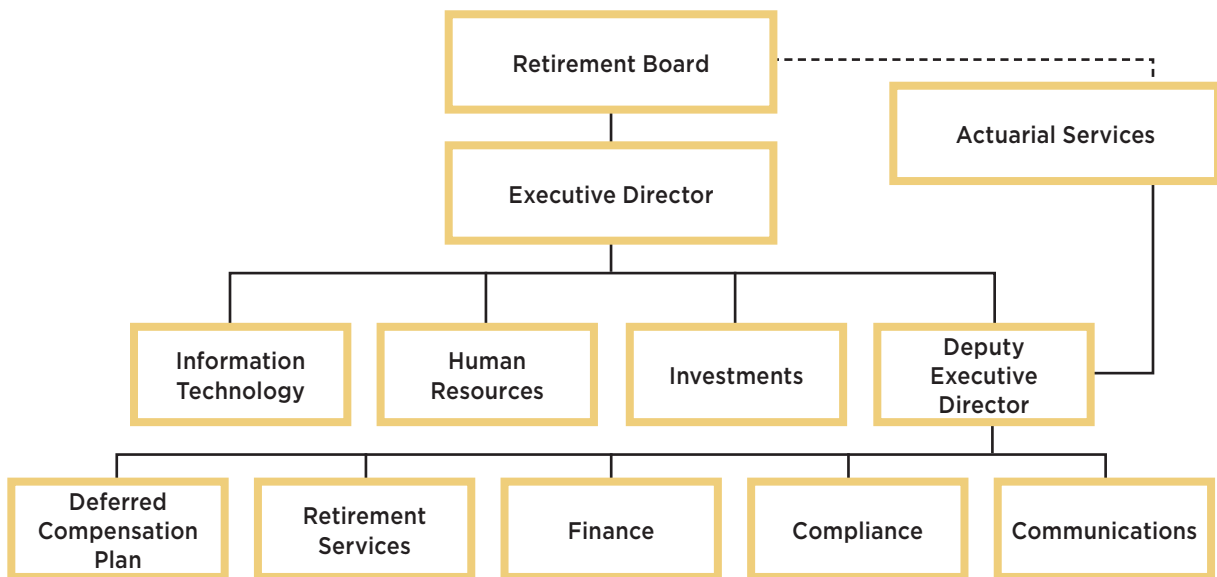 Retirement Board
Actuarial Services
Executive Director
Information
Technology
Human
Resources
Investments
Deputy
Executive
Director
Deferred
Compensation
Plan
Retirement
Services
Finance
Compliance
Communications